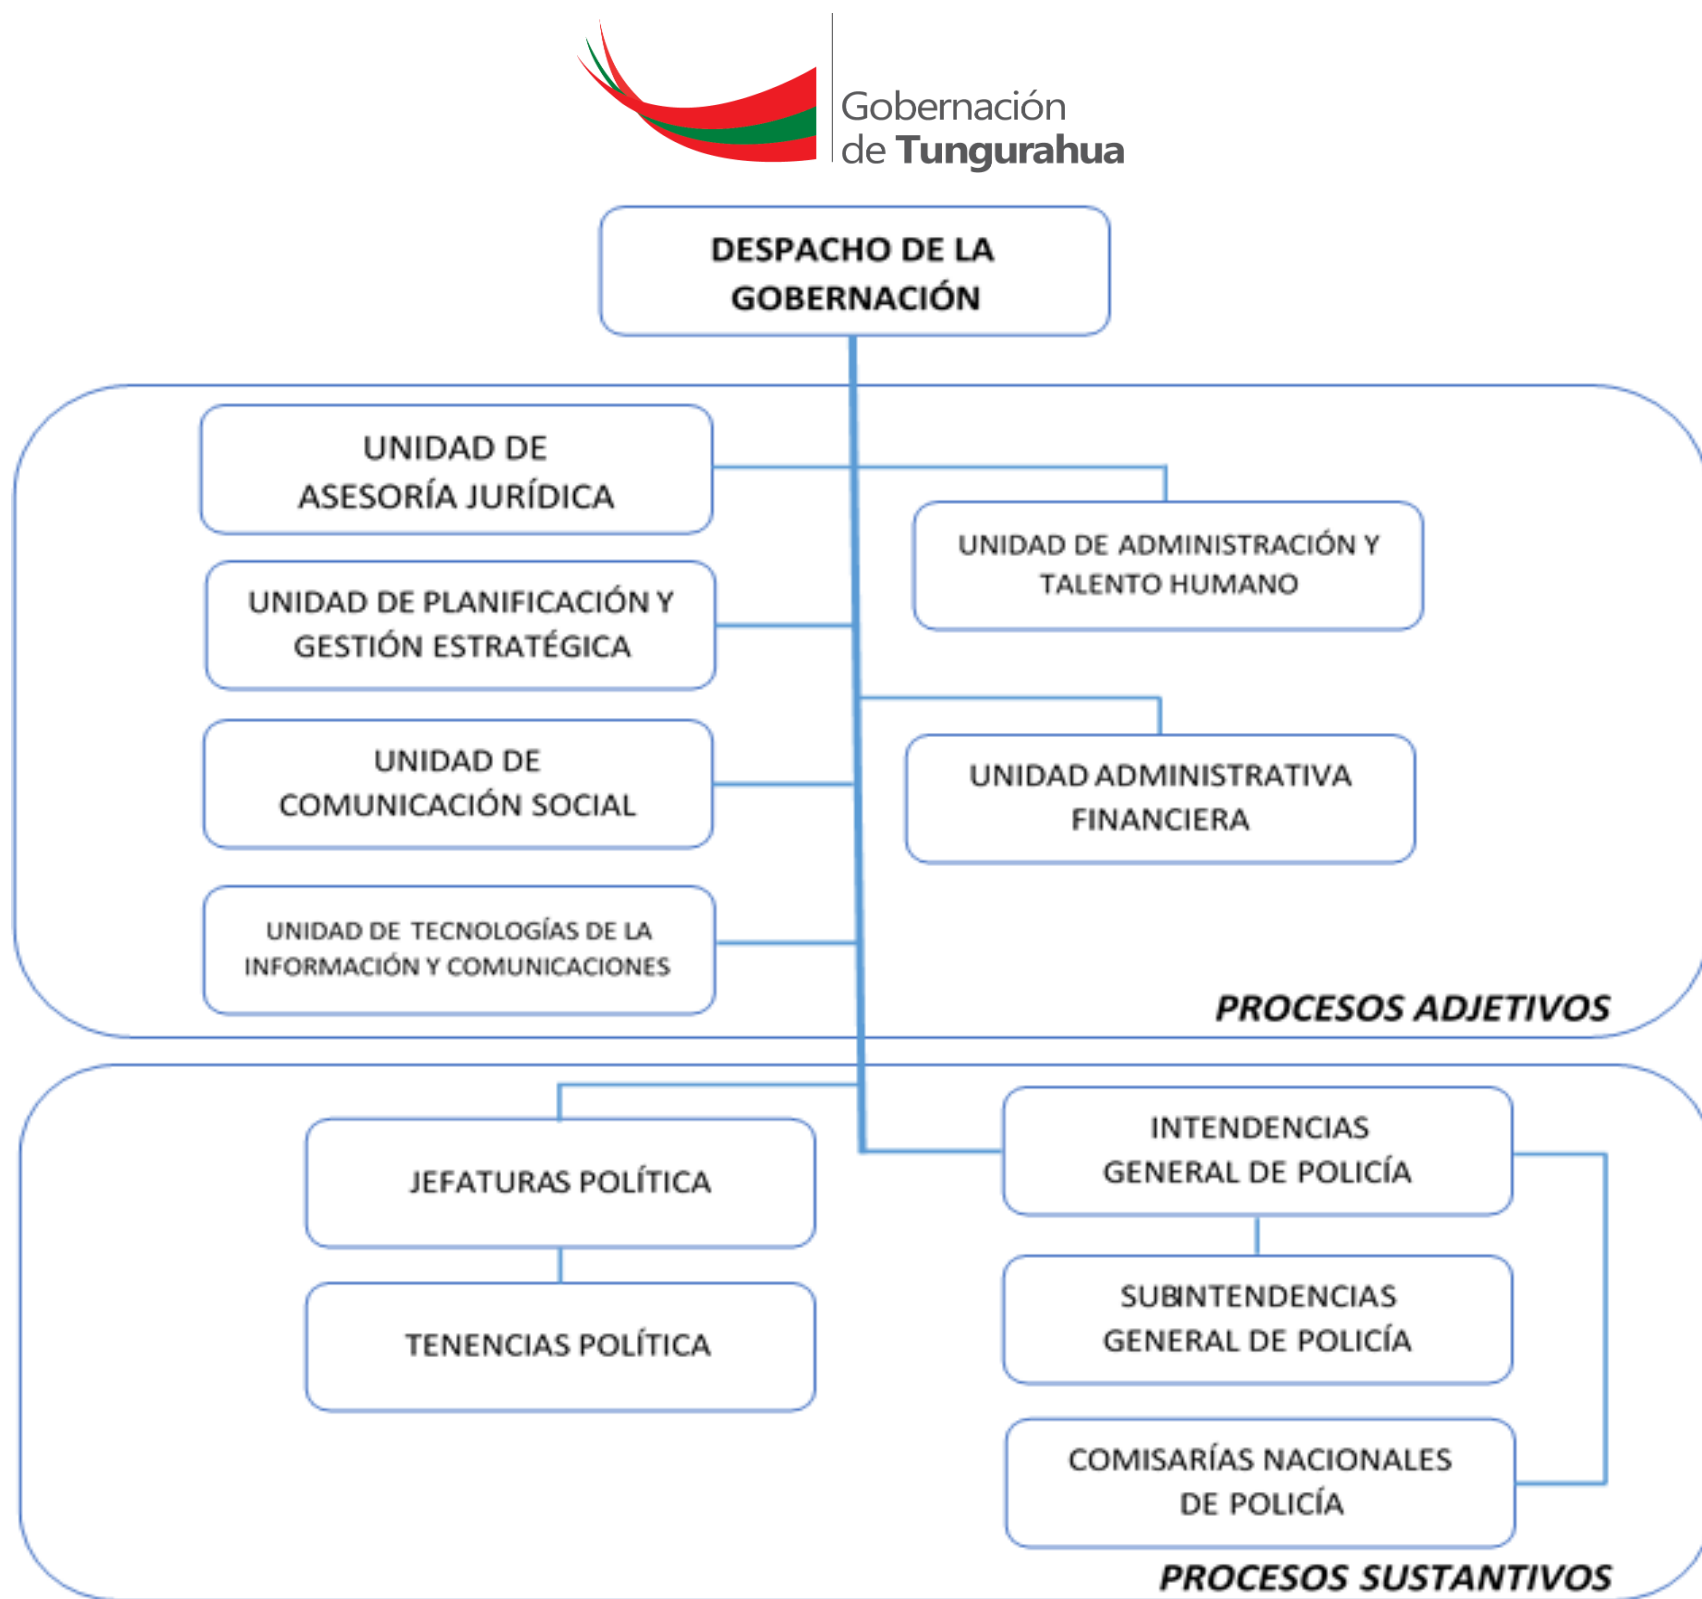 Gobernación
de Tungurahua
DESPACHO DE LA
GOBERNACIÓN
UNIDAD DE
ASESORÍA JURÍDICA
UNIDAD DE ADMINISTRACIÓN Y
TALENTO HUMANO
UNIDAD DE PLANIFICACIÓN Y
GESTIÓN ESTRATÉGICA
UNIDAD DE
COMUNICACIÓN SOCIAL
UNIDAD ADMINISTRATIVA
FINANCIERA
UNIDAD DE TECNOLOGÍAS DE LA
INFORMACIÓN Y COMUNICACIONES
PROCESOS ADJETIVOS
JEFATURAS POLÍTICA
TENENCIAS POLÍTICA
INTENDENCIAS
GENERAL DE POLICÍA
SUBINTENDENCIAS
GENERAL DE POLICÍA
COMISARÍAS NACIONALES
DE POLICÍA
PROCESOS SUSTANTIVOS